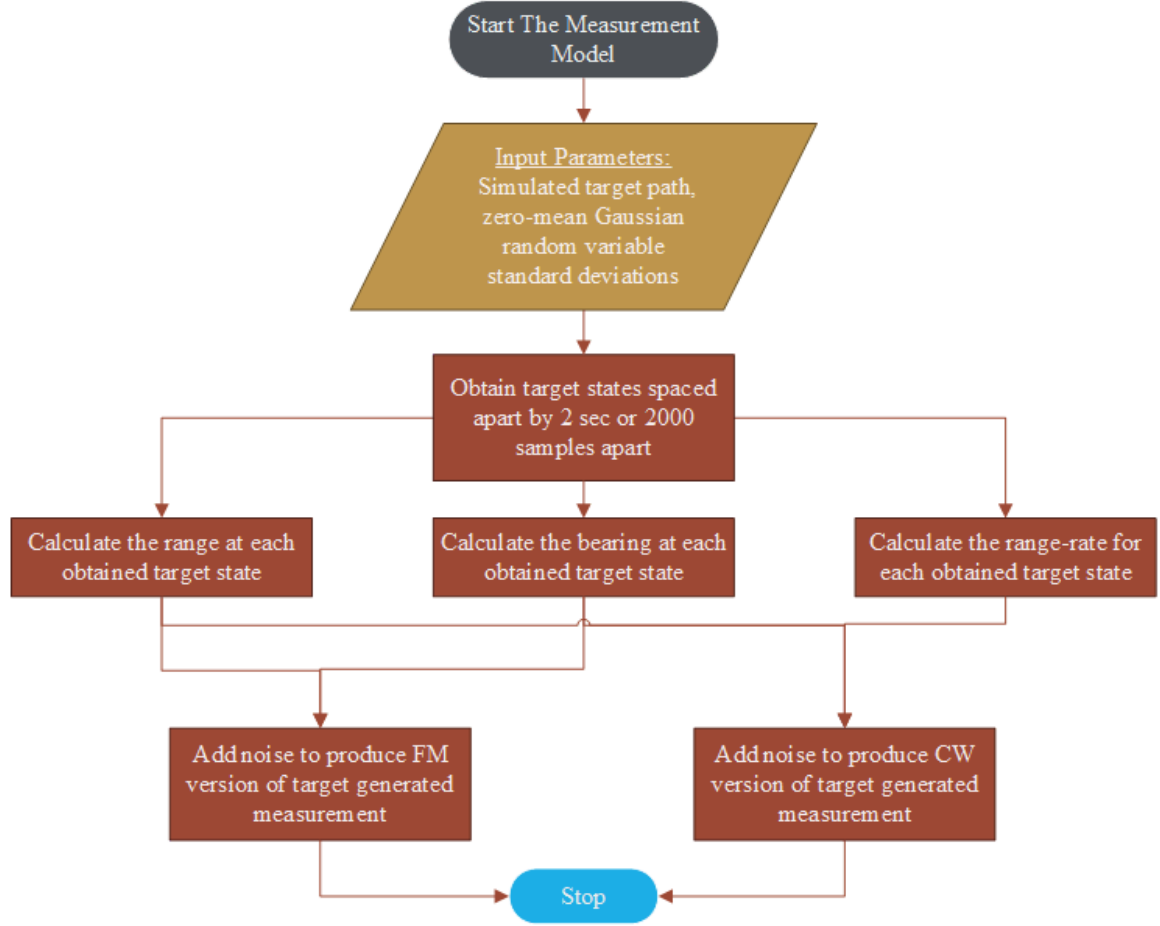 Start The Measurement
Model
Input Parameters:
Simulated target path,
zero-mean Gaussian
random variable
standard deviations
Obtain target states spaced
apart by 2 sec or 2000
samples apart
Calculate the range at each
obtained target state
Calculate the bearing at each
obtained target state
Calculate the range-rate for
each obtained target state
Add noise to produce FM
version of target generated
measurement
Add noise to produce CW
version of target generated
measurement
Stop